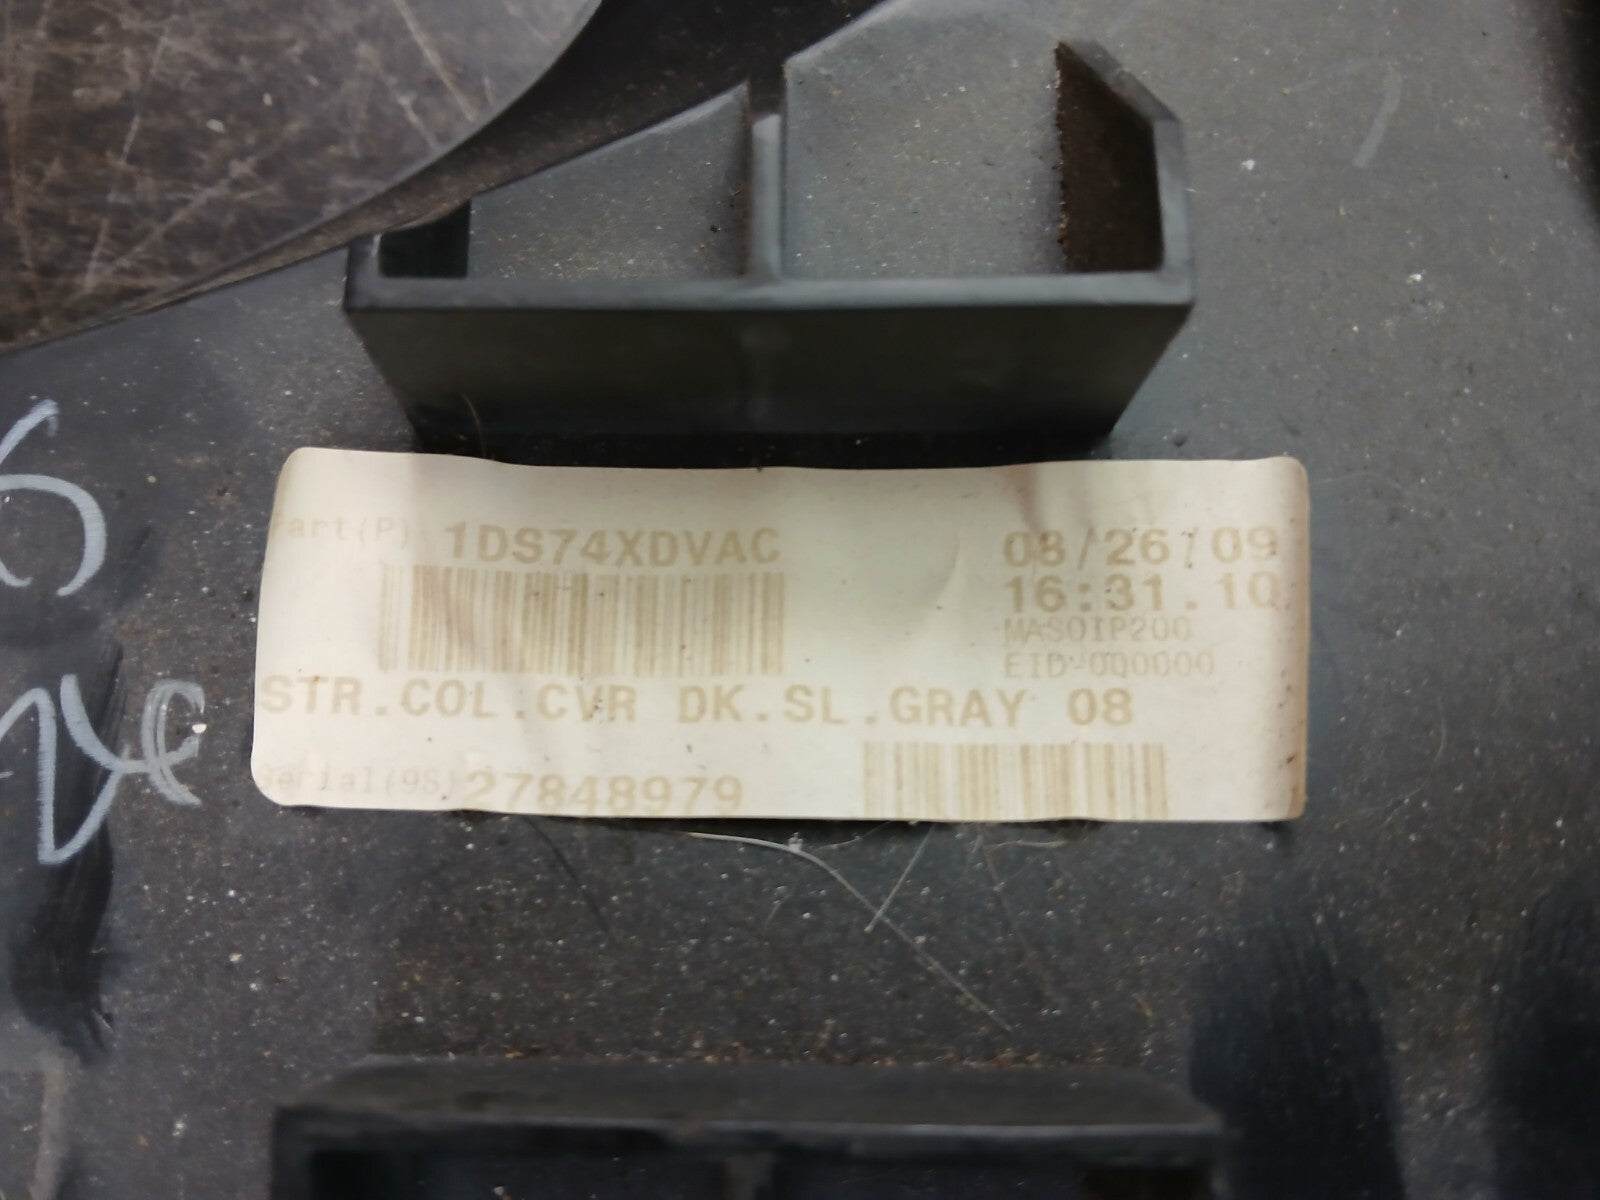 Part(P) 1DS74XDVAC
08/26/09
16:31.10
MASOIP200
EID-000000
STR.COL.CVR DK.SL.GRAY 08
Serial(9S) 27848979